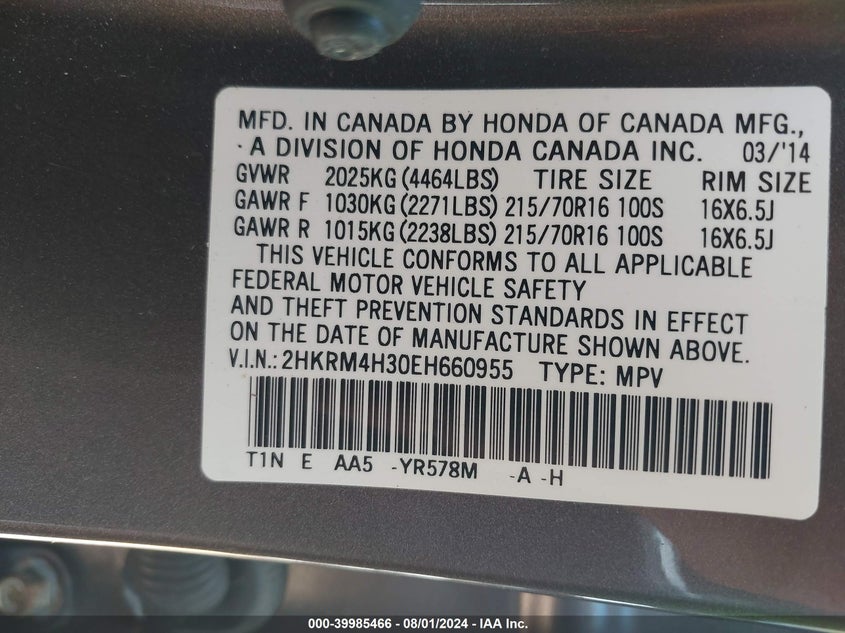 MFD. IN CANADA BY HONDA OF CANADA MFG.,
A DIVISION OF HONDA CANADA INC. 03/'14
GVWR 2025KG (4464LBS) TIRE SIZE RIM SIZE
GAWR F 1030KG (2271LBS) 215/70R16 100S 16X6.5J
GAWR R 1015KG (2238LBS) 215/70R16 100S 16X6.5J
THIS VEHICLE CONFORMS TO ALL APPLICABLE
FEDERAL MOTOR VEHICLE SAFETY
AND THEFT PREVENTION STANDARDS IN EFFECT
ON THE DATE OF MANUFACTURE SHOWN ABOVE.
V.I.N.: 2HKRM4H30EH660955 TYPE: MPV
T1N E AA5 -YR578M -A -H
000-39985466 - 08/01/2024 - IAA Inc.